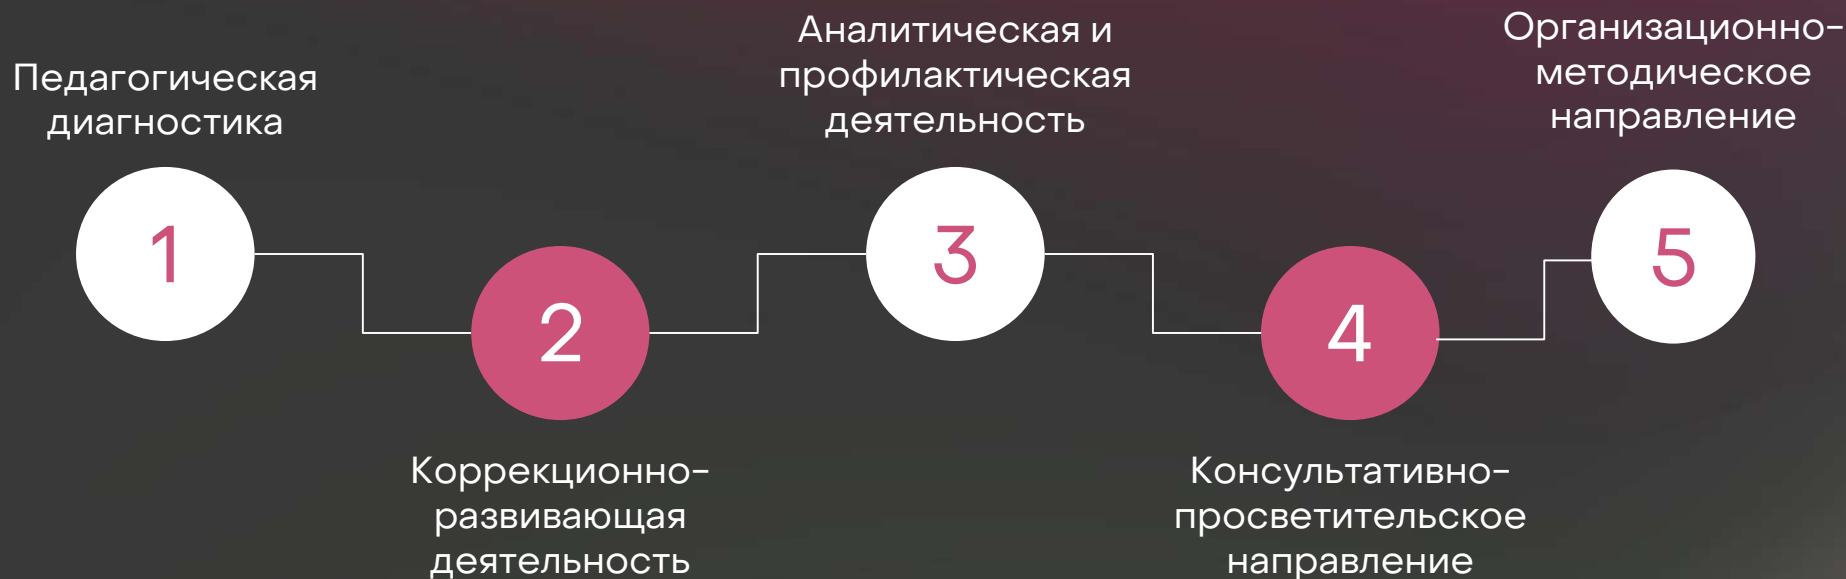 Педагогическая
диагностика
1
Коррекционно-
развивающая
деятельность
2
Аналитическая и
профилактическая
деятельность
3
Консультативно-
просветительское
направление
4
Организационно-
методическое
направление
5